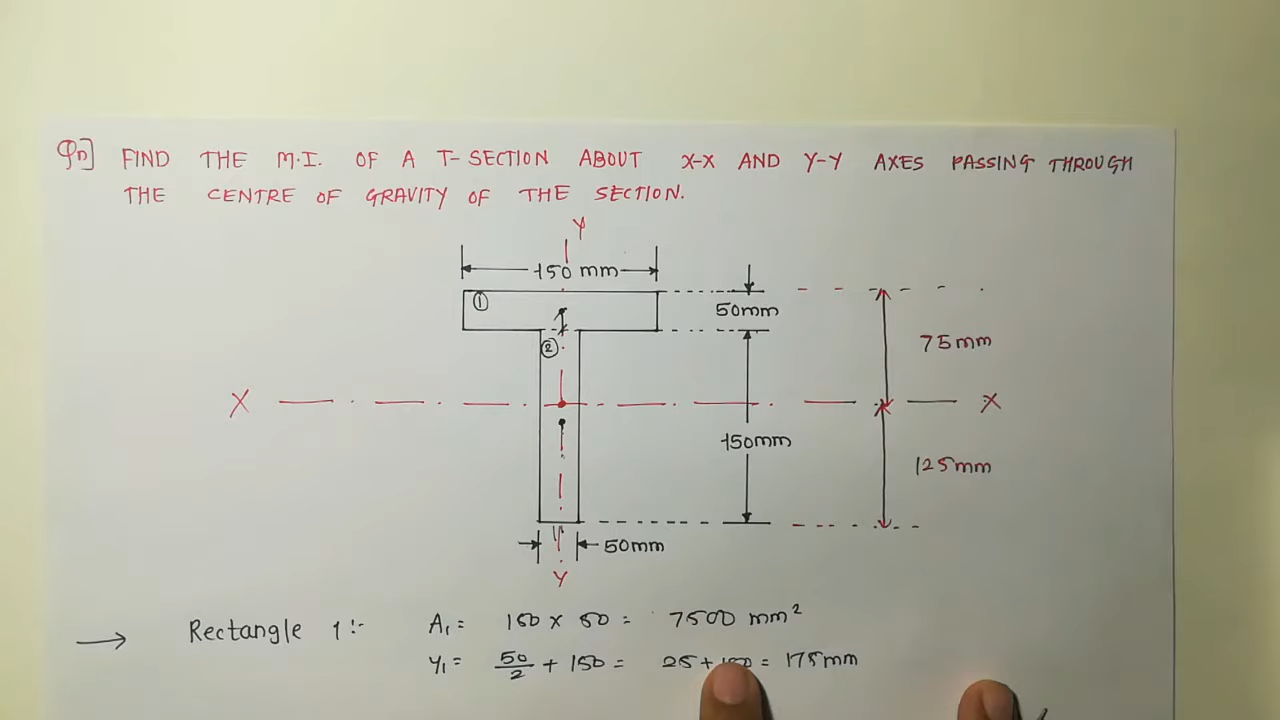 Qn] FIND THE M.I. OF A T-SECTION ABOUT X-X AND Y-Y AXES PASSING THROUGH
THE CENTRE OF GRAVITY OF THE SECTION.
Y
150 mm
①
50mm
②
75mm
X
X
150mm
125mm
50mm
Y
Rectangle 1:- A₁ = 150 x 50 = 7500 mm²
Y₁ = 50/2 + 150 = 25 + 150 = 175mm